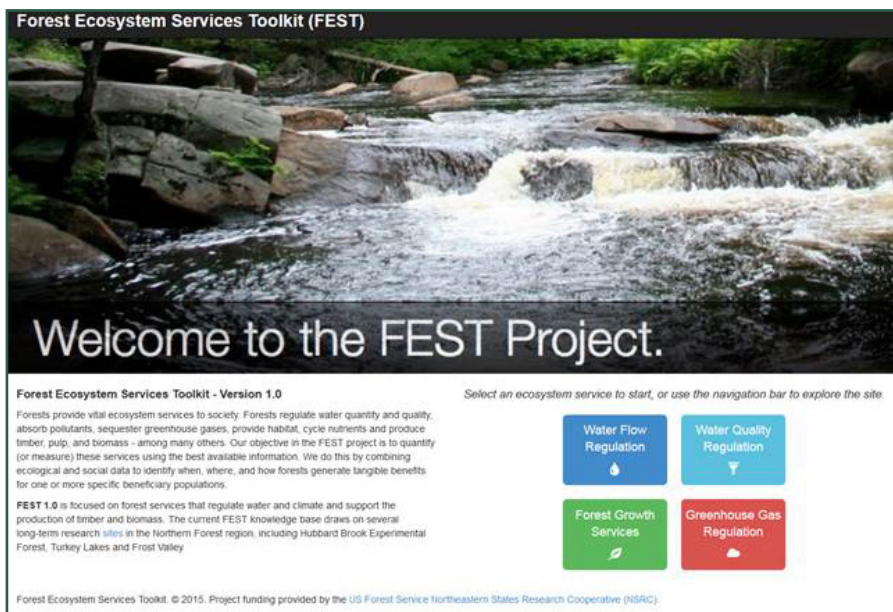 Forest Ecosystem Services Toolkit (FEST)
Welcome to the FEST Project.
Forest Ecosystem Services Toolkit - Version 1.0
Forests provide vital ecosystem services to society. Forests regulate water quantity and quality,
absorb pollutants, sequester greenhouse gases, provide habitat, cycle nutrients and produce
timber, pulp, and biomass - among many others. Our objective in the FEST project is to quantify
(or measure) these services using the best available information. We do this by combining
ecological and social data to identify when, where, and how forests generate tangible benefits
for one or more specific beneficiary populations.
FEST 1.0 is focused on forest services that regulate water and climate and support the
production of timber and biomass. The current FEST knowledge base draws on several
long-term research sites in the Northern Forest region, including Hubbard Brook Experimental
Forest, Turkey Lakes and Frost Valley.
Select an ecosystem service to start, or use the navigation bar to explore the site.
Water Flow
Regulation
Water Quality
Regulation
Forest Growth
Services
Greenhouse Gas
Regulation
Forest Ecosystem Services Toolkit. © 2015. Project funding provided by the US Forest Service Northeastern States Research Cooperative (NSRC).